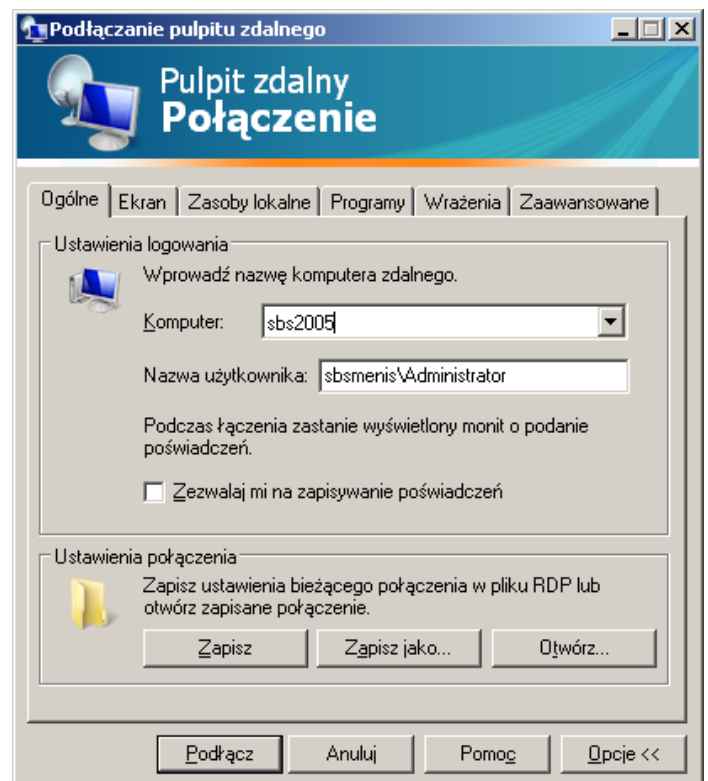 Podłączanie pulpitu zdalnego
Pulpit zdalny
Połączenie
Ogólne Ekran Zasoby lokalne Programy Wrażenia Zaawansowane
Ustawienia logowania
Wprowadź nazwę komputera zdalnego.
Komputer: sbs2005
Nazwa użytkownika: sbsmenis\Administrator
Podczas łączenia zastanie wyświetlony monit o podanie
poświadczeń.
Zezwalaj mi na zapisywanie poświadczeń
Ustawienia połączenia
Zapisz ustawienia bieżącego połączenia w pliku RDP lub
otwórz zapisane połączenie.
Zapisz Zapisz jako... Otwórz...
Podłącz Anuluj Pomoc Opcje <<